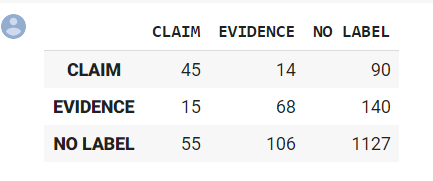 CLAIM EVIDENCE NO LABEL
CLAIM 45 14 90
EVIDENCE 15 68 140
NO LABEL 55 106 1127